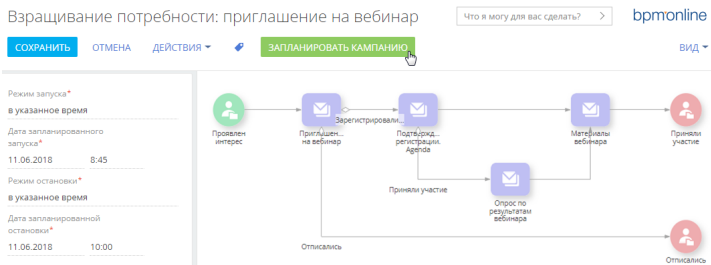 Взращивание потребности: приглашение на вебинар
Что я могу для вас сделать?
bpmonline
СОХРАНИТЬ
ОТМЕНА
ДЕЙСТВИЯ
ЗАПЛАНИРОВАТЬ КАМПАНИЮ
ВИД
Режим запуска*
в указанное время
Дата запланированного
запуска*
11.06.2018 8:45
Режим остановки*
в указанное время
Дата запланированной
остановки*
11.06.2018 10:00
Проявлен
интерес
Приглашен...
на вебинар
Зарегистрировали...
Подтвержд...
регистрации.
Agenda
Материалы
вебинара
Приняли
участие
Приняли участие
Опрос по
результатам
вебинара
Отписались
Отписались